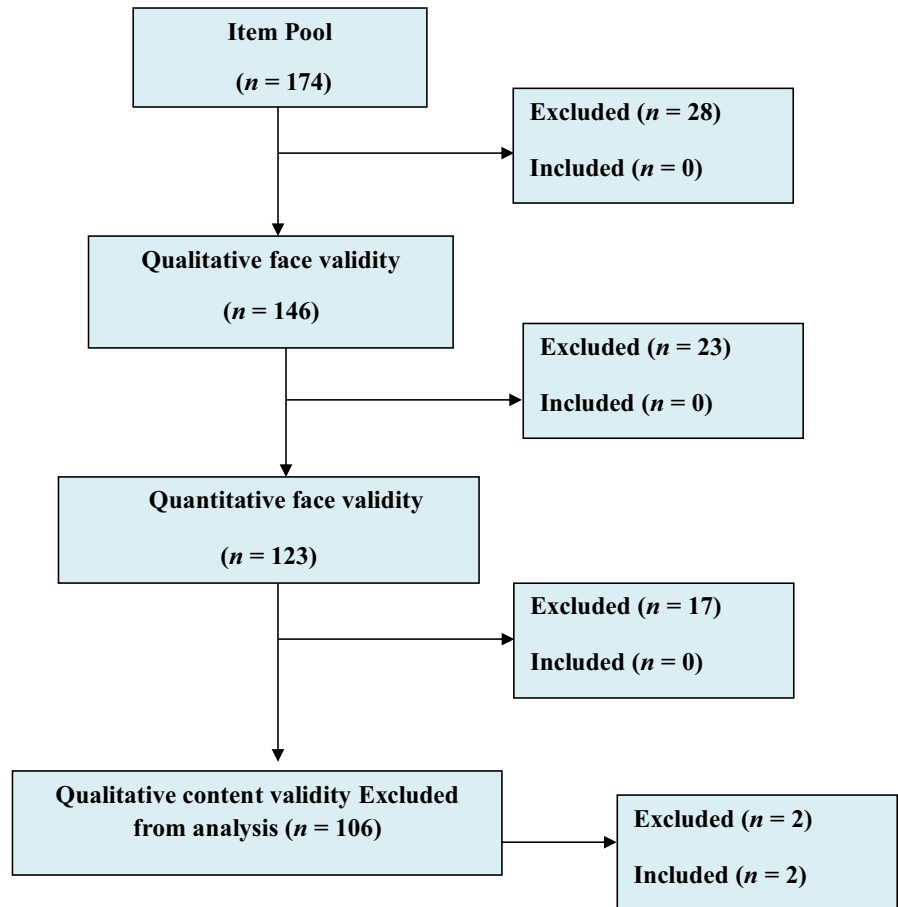 Item Pool
(n = 174)
Excluded (n = 28)
Included (n = 0)
Qualitative face validity
(n = 146)
Excluded (n = 23)
Included (n = 0)
Quantitative face validity
(n = 123)
Excluded (n = 17)
Included (n = 0)
Qualitative content validity Excluded
from analysis (n = 106)
Excluded (n = 2)
Included (n = 2)